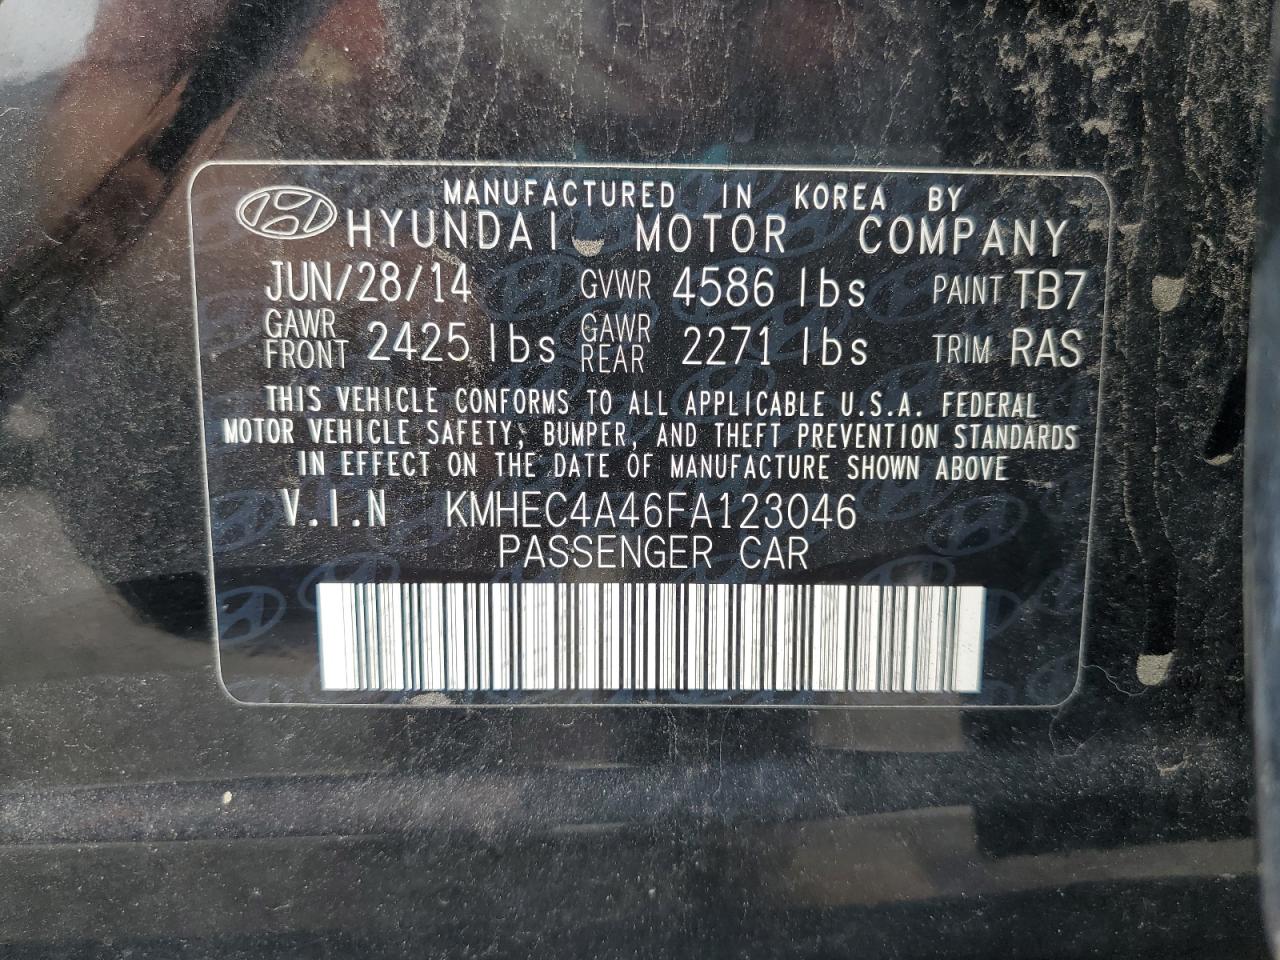 MANUFACTURED IN KOREA BY
HYUNDAI MOTOR COMPANY
JUN/28/14 GVWR 4586 lbs PAINT TB7
GAWR FRONT 2425 lbs GAWR REAR 2271 lbs TRIM RAS
THIS VEHICLE CONFORMS TO ALL APPLICABLE U.S.A. FEDERAL
MOTOR VEHICLE SAFETY, BUMPER, AND THEFT PREVENTION STANDARDS
IN EFFECT ON THE DATE OF MANUFACTURE SHOWN ABOVE
V.I.N KMHEC4A46FA123046
PASSENGER CAR